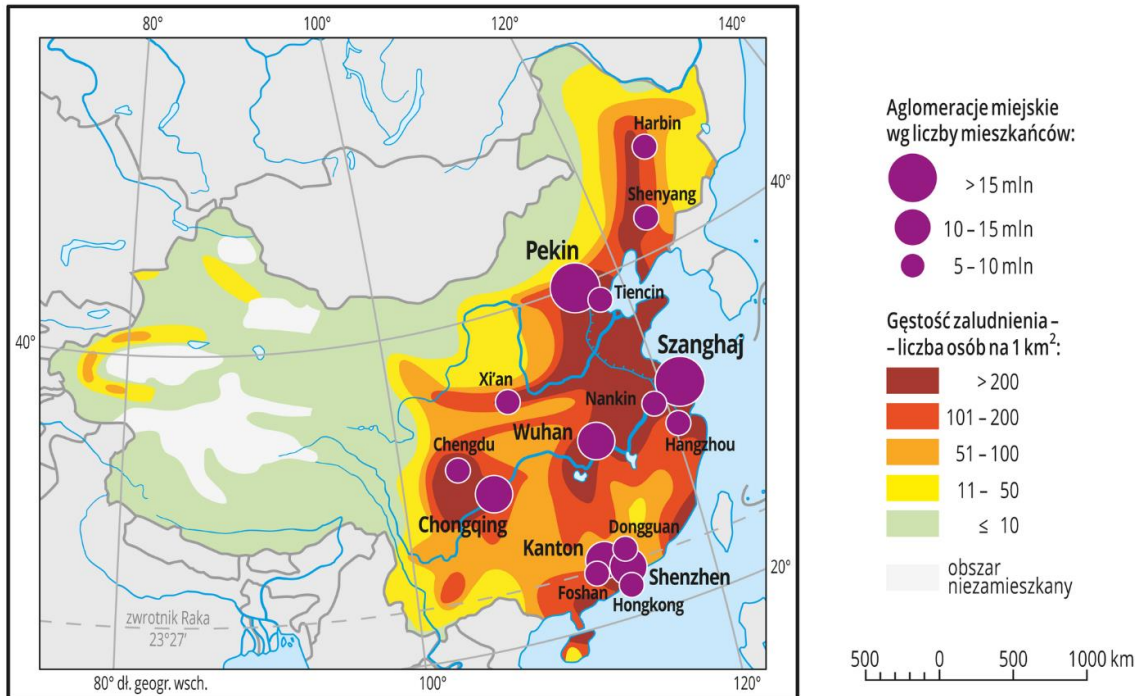 80°
100°
120°
140°
Harbin
Shenyang
40°
Pekin
Tiencin
40°
Szanghaj
Xi’an
Nankin
Wuhan
Hangzhou
Chengdu
Chongqing
Dongguan
Kanton
Shenzhen
Foshan
Hongkong
20°
zwrotnik Raka
23°27′
80° dł. geogr. wsch.
100°
120°
Aglomeracje miejskie
wg liczby mieszkańców:
> 15 mln
10 – 15 mln
5 – 10 mln
Gęstość zaludnienia –
– liczba osób na 1 km²:
> 200
101 – 200
51 – 100
11 – 50
≤ 10
obszar
niezamieszkany
500 0 500 1000 km